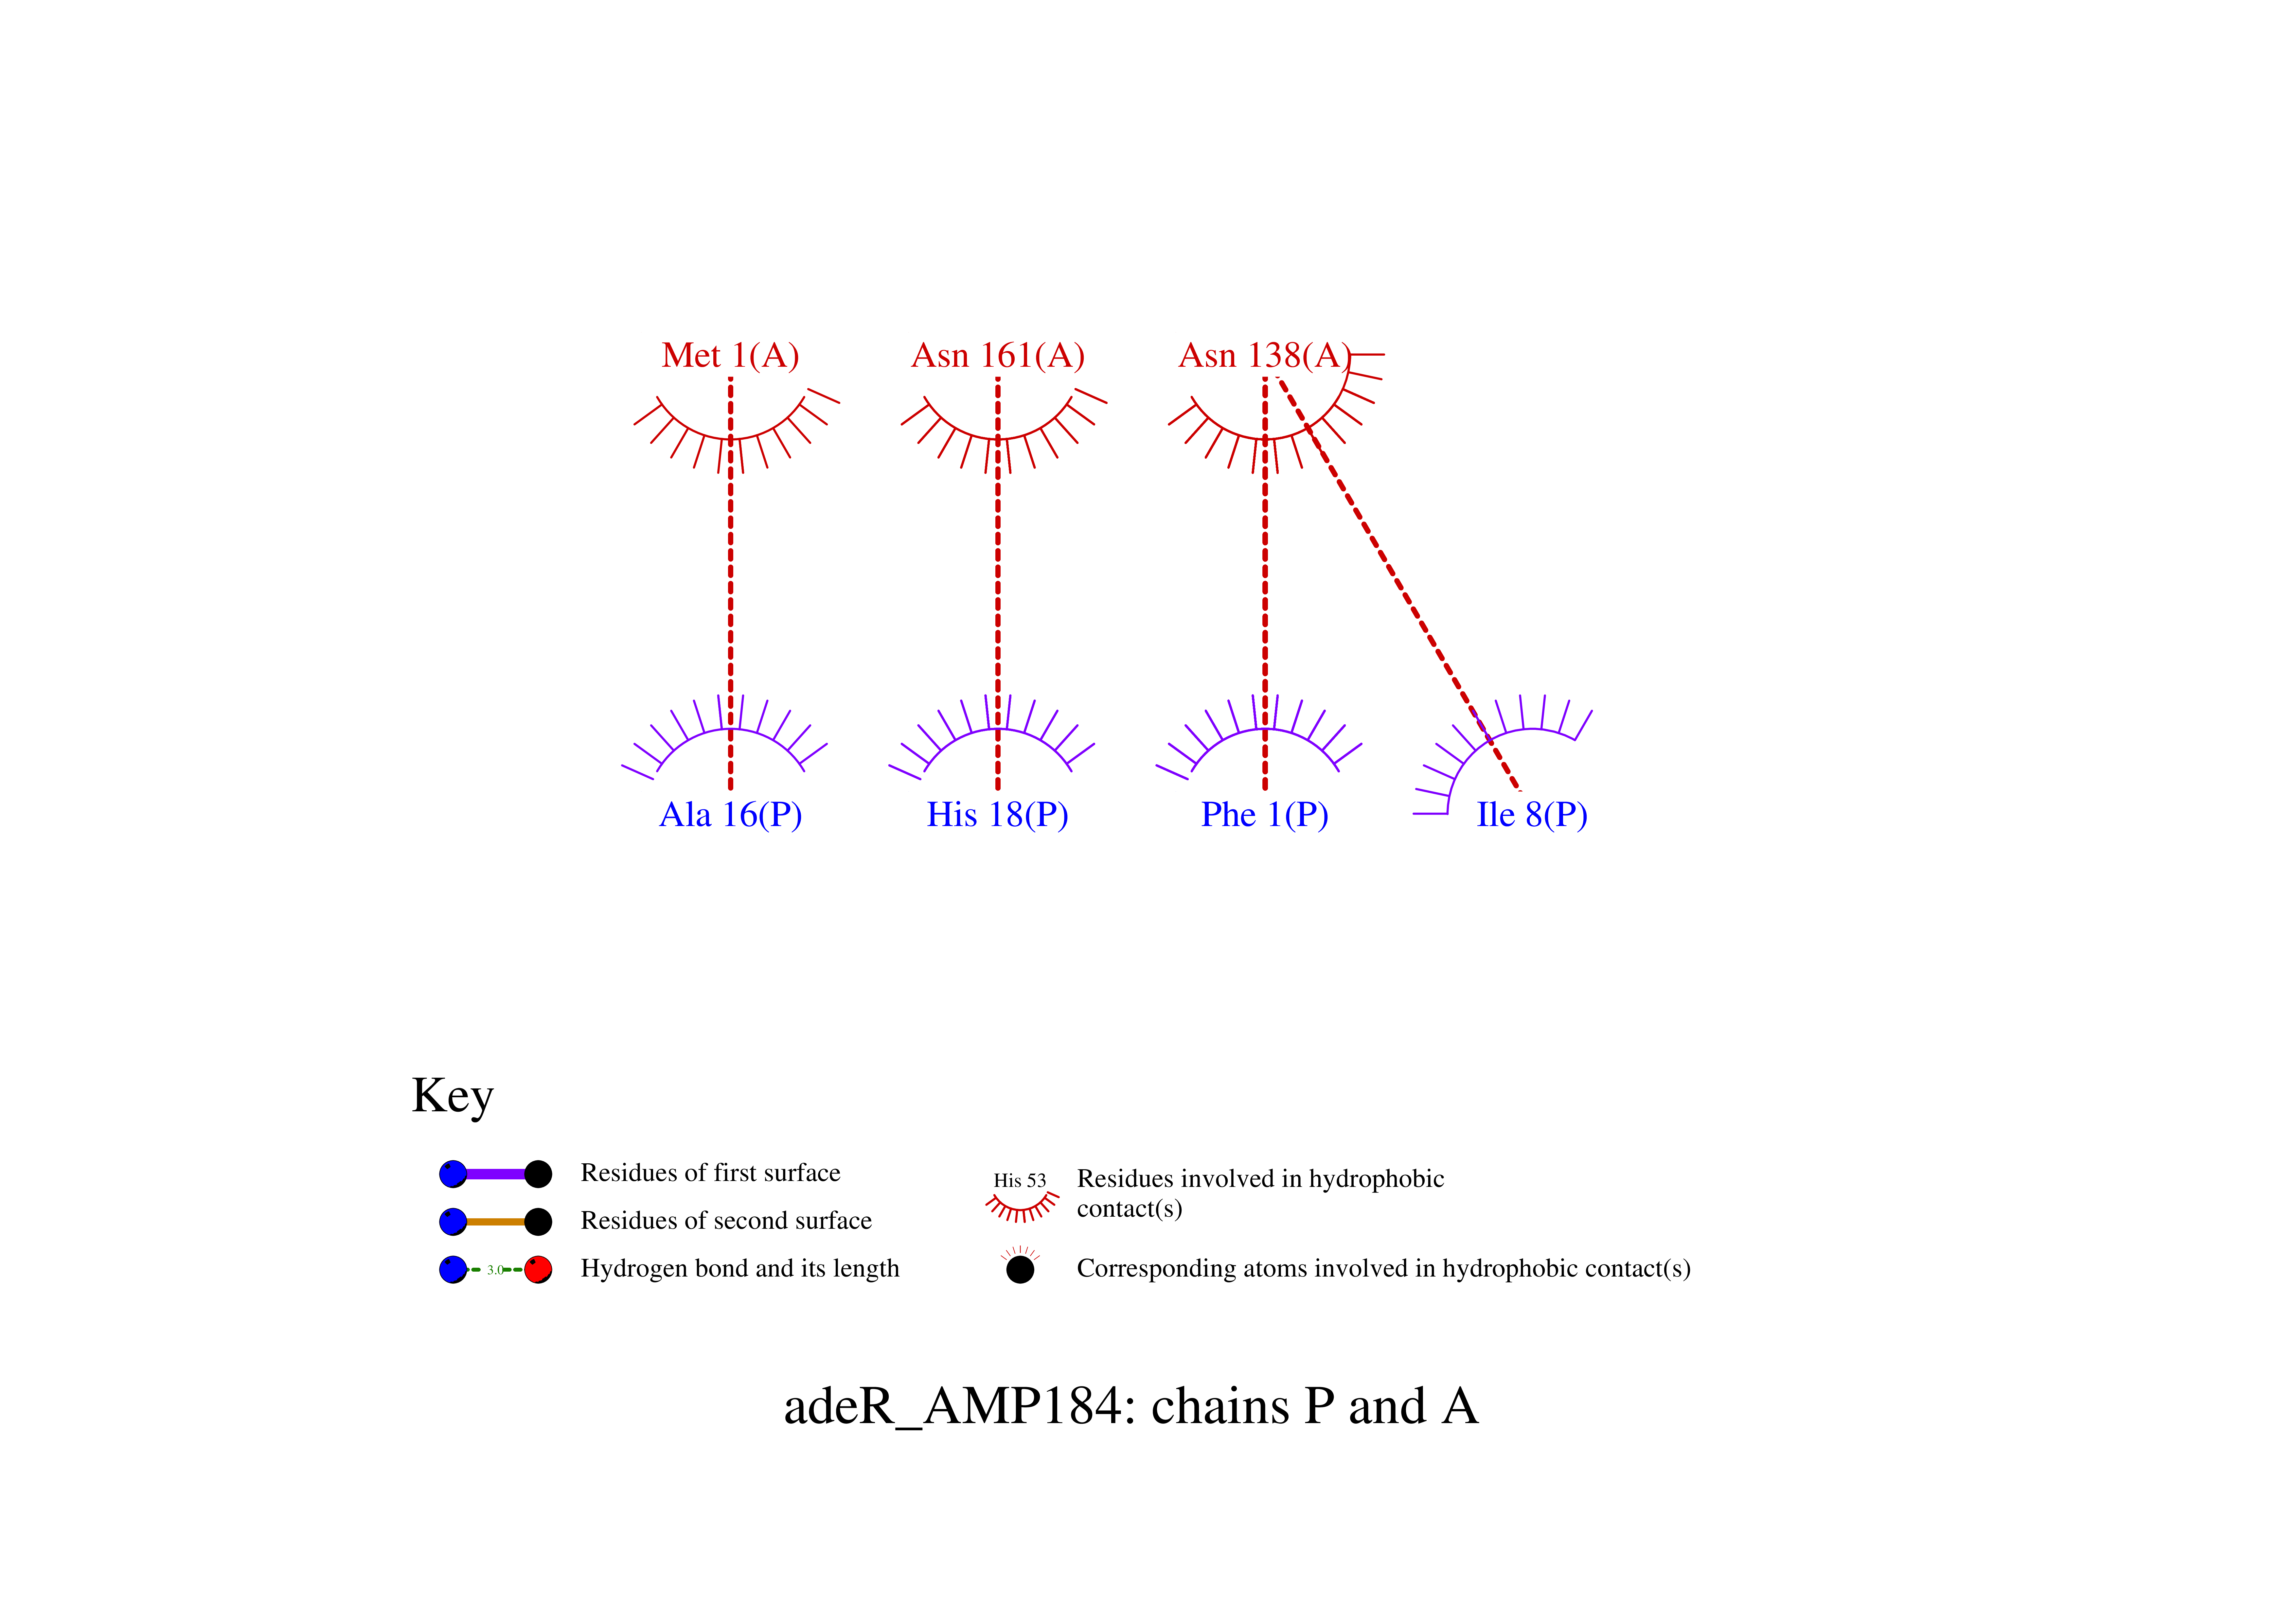 Met 1(A) Asn 161(A) Asn 138(A)
Ala 16(P) His 18(P) Phe 1(P) Ile 8(P)
Key
Residues of first surface
Residues of second surface
3.0 Hydrogen bond and its length
His 53 Residues involved in hydrophobic
contact(s)
Corresponding atoms involved in hydrophobic contact(s)
adeR_AMP184: chains P and A